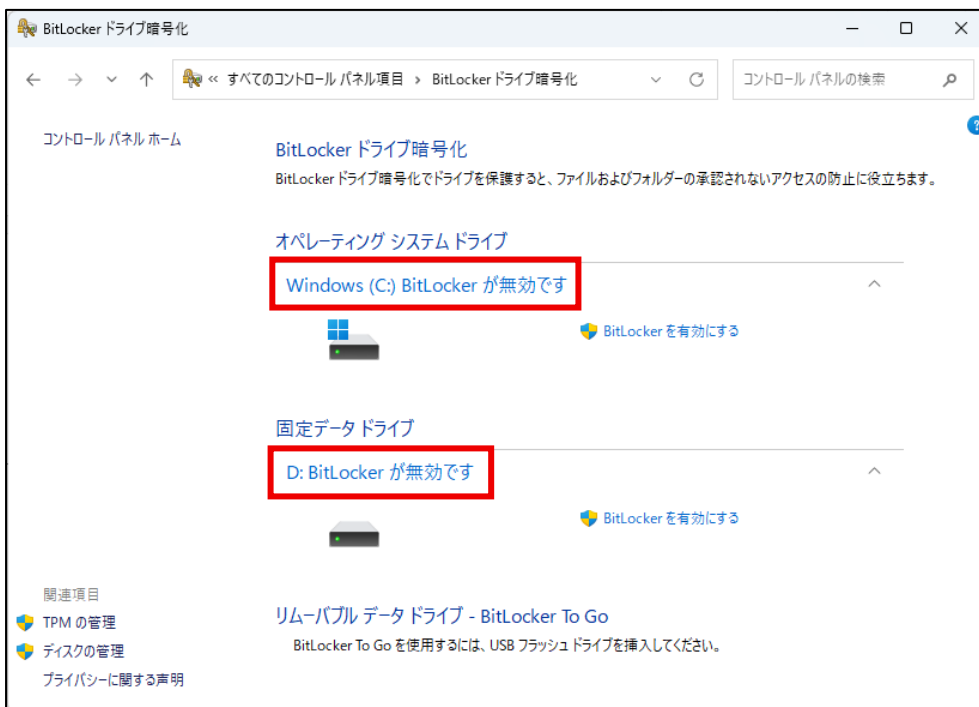 BitLocker ドライブ暗号化
« すべてのコントロール パネル項目 › BitLocker ドライブ暗号化
コントロール パネルの検索
コントロール パネル ホーム
?
BitLocker ドライブ暗号化
BitLocker ドライブ暗号化でドライブを保護すると、ファイルおよびフォルダーの承認されないアクセスの防止に役立ちます。
オペレーティング システム ドライブ
Windows (C:) BitLocker が無効です
BitLocker を有効にする
固定データ ドライブ
D: BitLocker が無効です
BitLocker を有効にする
リムーバブル データ ドライブ - BitLocker To Go
BitLocker To Go を使用するには、USB フラッシュ ドライブを挿入してください。
関連項目
TPM の管理
ディスクの管理
プライバシーに関する声明